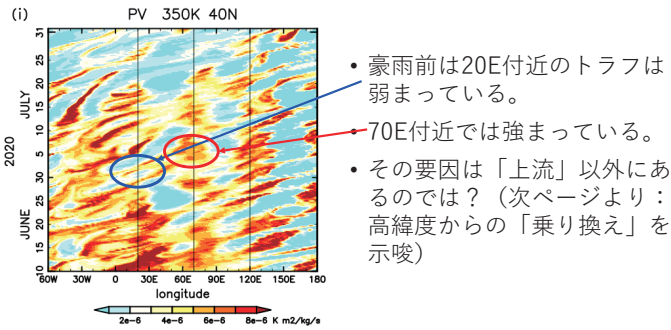 (i)
PV 350K 40N
31
25
20
15
10
5
30
25
20
15
10
JULY
JUNE
2020
60W 30W 0 30E 60E 90E 120E 150E 180
longitude
2e-6 4e-6 6e-6 8e-6 K m2/kg/s
• 豪雨前は20E付近のトラフは
弱まっている。
• 70E付近では強まっている。
• その要因は「上流」以外にあ
るのでは？（次ページより：
高緯度からの「乗り換え」を
示唆）